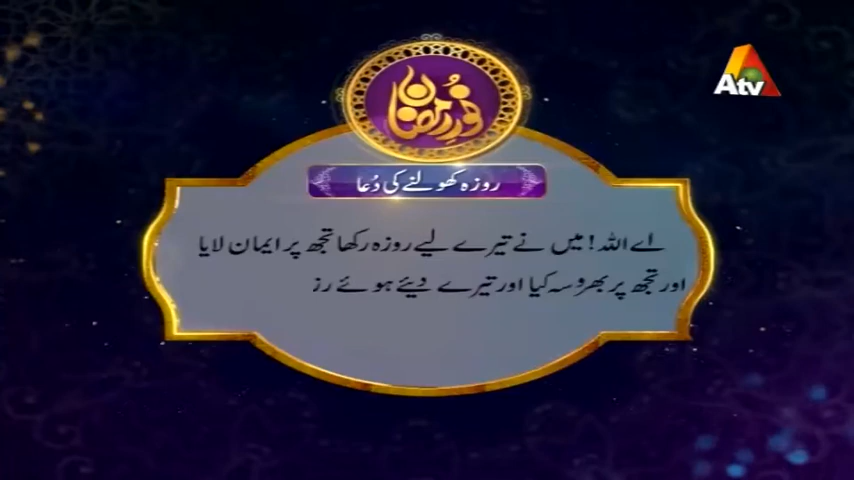 Atv
نورِ رمضان
روزہ کھولنے کی دُعا
اے اللہ! میں نے تیرے لیے روزہ رکھا تجھ پر ایمان لایا
اور تجھ پر بھروسہ کیا اور تیرے دیئے ہوئے رز